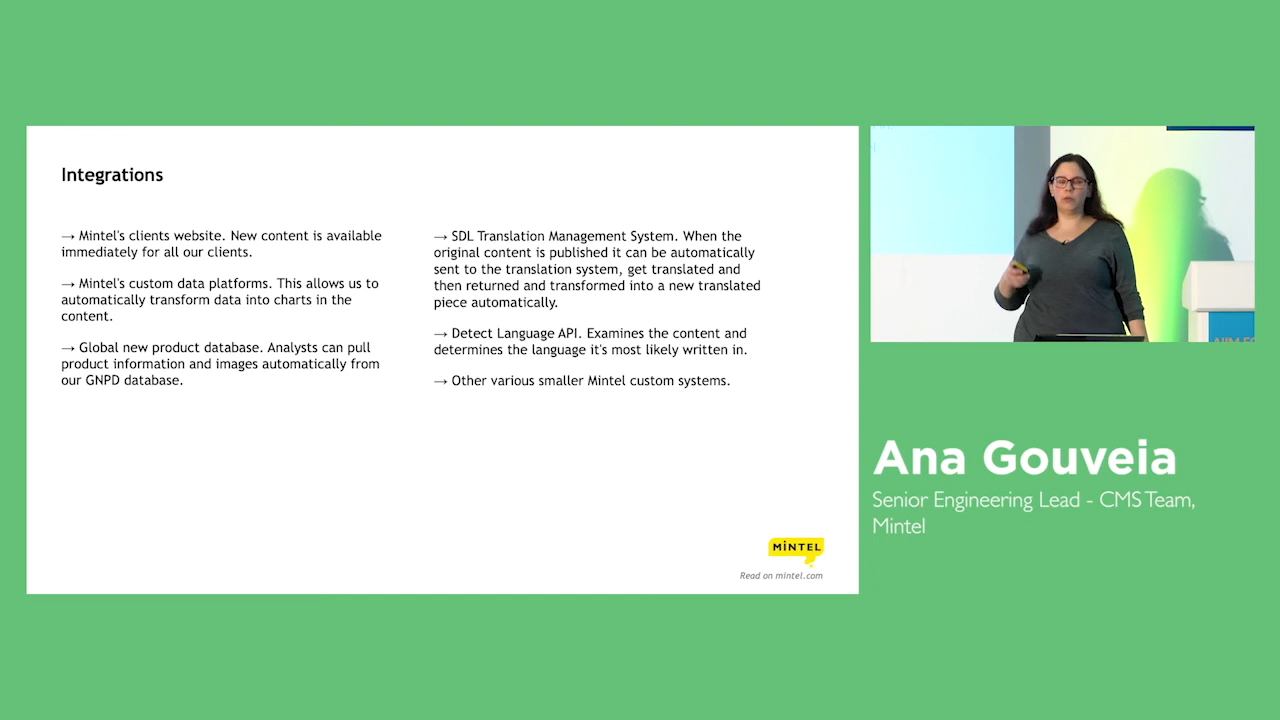 Integrations
→ Mintel's clients website. New content is available
immediately for all our clients.
→ Mintel's custom data platforms. This allows us to
automatically transform data into charts in the
content.
→ Global new product database. Analysts can pull
product information and images automatically from
our GNPD database.
→ SDL Translation Management System. When the
original content is published it can be automatically
sent to the translation system, get translated and
then returned and transformed into a new translated
piece automatically.
→ Detect Language API. Examines the content and
determines the language it's most likely written in.
→ Other various smaller Mintel custom systems.
MiNTEL
Read on mintel.com
Ana Gouveia
Senior Engineering Lead - CMS Team,
Mintel